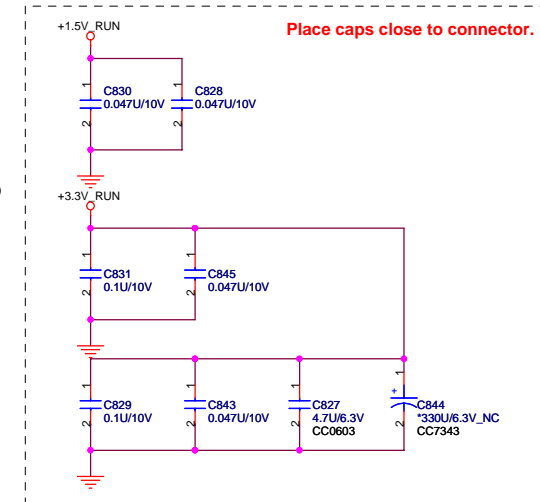 Place caps close to connector.
+1.5V_RUN
1 1
C830 C828
0.047U/10V 0.047U/10V
2 2
+3.3V_RUN
1 1
C831 C845
0.1U/10V 0.047U/10V
2 2
1 1 1 1
+
C829 C843 C827 C844
0.1U/10V 0.047U/10V 4.7U/6.3V *330U/6.3V_NC
CC0603 CC7343
2 2 2 2